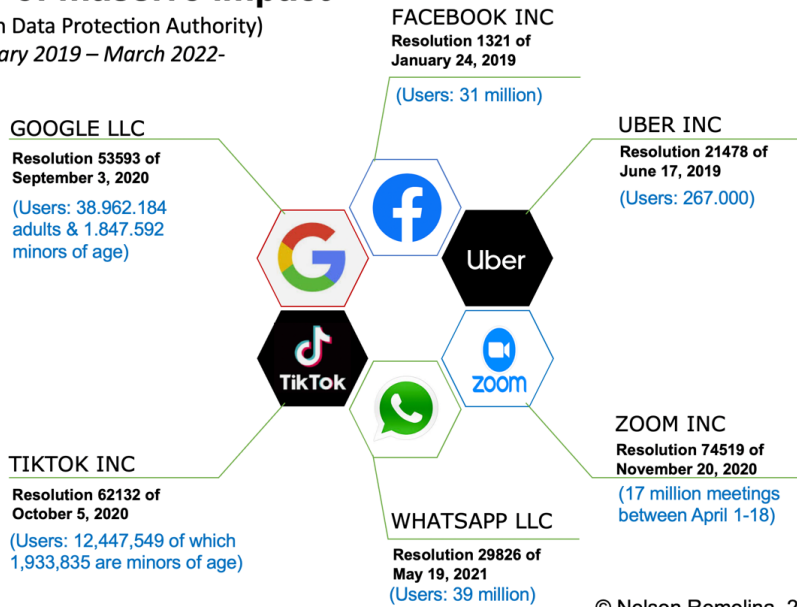 n Data Protection Authority)
ary 2019 – March 2022-
FACEBOOK INC
Resolution 1321 of
January 24, 2019
(Users: 31 million)
GOOGLE LLC
Resolution 53593 of
September 3, 2020
(Users: 38.962.184
adults & 1.847.592
minors of age)
UBER INC
Resolution 21478 of
June 17, 2019
(Users: 267.000)
Uber
TikTok
zoom
TIKTOK INC
Resolution 62132 of
October 5, 2020
(Users: 12,447,549 of which
1,933,835 are minors of age)
WHATSAPP LLC
Resolution 29826 of
May 19, 2021
(Users: 39 million)
ZOOM INC
Resolution 74519 of
November 20, 2020
(17 million meetings
between April 1-18)
© Nelson Remolina, 2